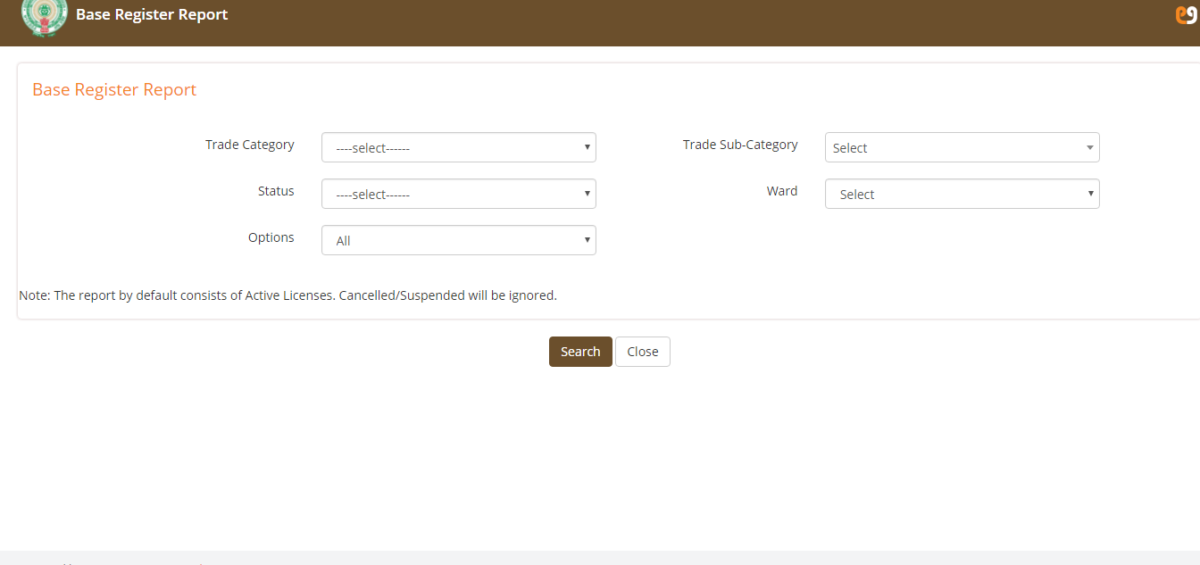 Base Register Report
Base Register Report
Trade Category ----select------ Trade Sub-Category Select
Status ----select------ Ward Select
Options All
Note: The report by default consists of Active Licenses. Cancelled/Suspended will be ignored.
Search Close